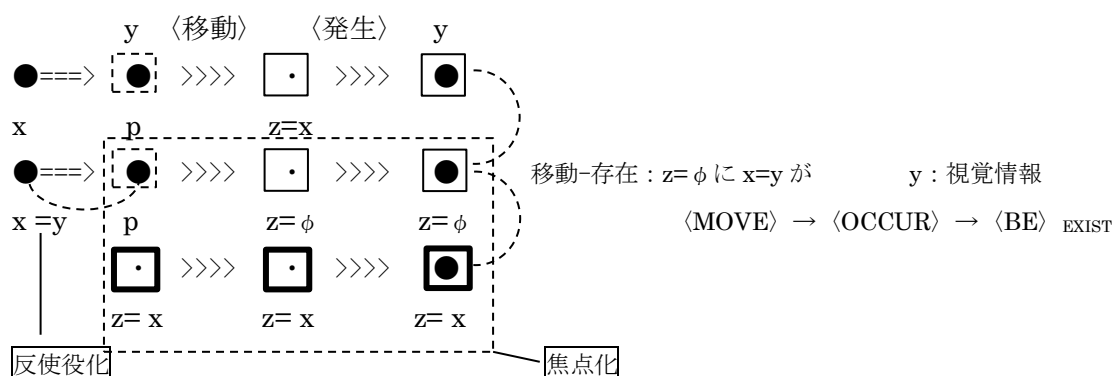 y 〈移動〉 〈発生〉 y
●===> ● >>>> ・ >>>> ●
x p z=x
●===> ● >>>> ・ >>>> ● 移動–存在:z=φに x=y が y:視覚情報
x =y p z=φ z=φ 〈MOVE〉 → 〈OCCUR〉 → 〈BE〉 EXIST
・ >>>> ・ >>>> ●
z= x z= x z= x
反使役化 焦点化